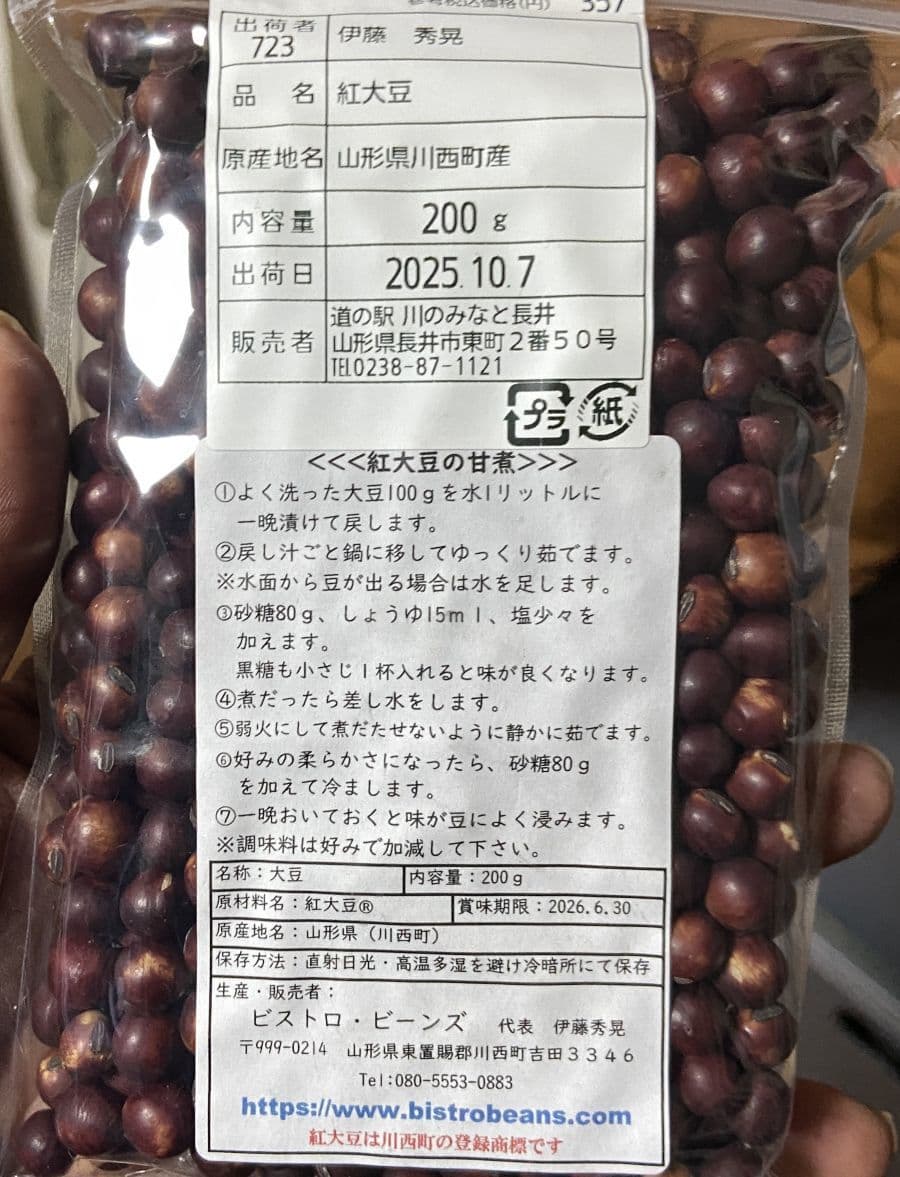 参考税込価格(円) 357
出荷者 723 伊藤 秀晃
品 名 紅大豆
原産地名 山形県川西町産
内容量 200 g
出荷日 2025.10.7
販売者 道の駅 川のみなと長井
山形県長井市東町2番50号
TEL0238-87-1121
プラ 紙
<<<紅大豆の甘煮>>>
①よく洗った大豆100gを水1リットルに
一晩漬けて戻します。
②戻し汁ごと鍋に移してゆっくり茹でます。
※水面から豆が出る場合は水を足します。
③砂糖80g、しょうゆ15ml、塩少々を
加えます。
黒糖も小さじ1杯入れると味が良くなります。
④煮だったら差し水をします。
⑤弱火にして煮だたせないように静かに茹でます。
⑥好みの柔らかさになったら、砂糖80g
を加えて冷まします。
⑦一晩おいておくと味が豆によく浸みます。
※調味料は好みで加減して下さい。
名称:大豆 内容量:200g
原材料名:紅大豆® 賞味期限:2026.6.30
原産地名:山形県(川西町)
保存方法:直射日光・高温多湿を避け冷暗所にて保存
生産・販売者:
ビストロ・ビーンズ 代表 伊藤秀晃
〒999-0214 山形県東置賜郡川西町吉田3346
Tel:080-5553-0883
https://www.bistrobeans.com
紅大豆は川西町の登録商標です